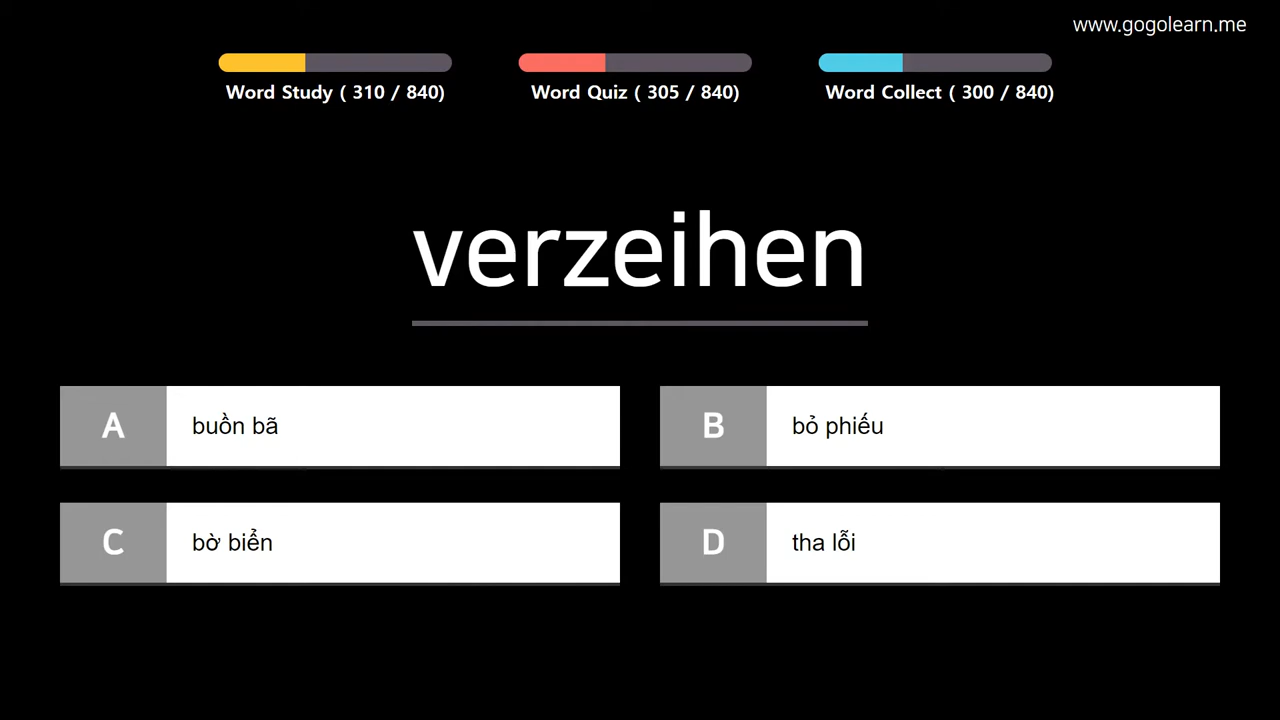 www.gogolearn.me
Word Study ( 310 / 840)
Word Quiz ( 305 / 840)
Word Collect ( 300 / 840)
verzeihen
A buồn bã
B bỏ phiếu
C bờ biển
D tha lỗi